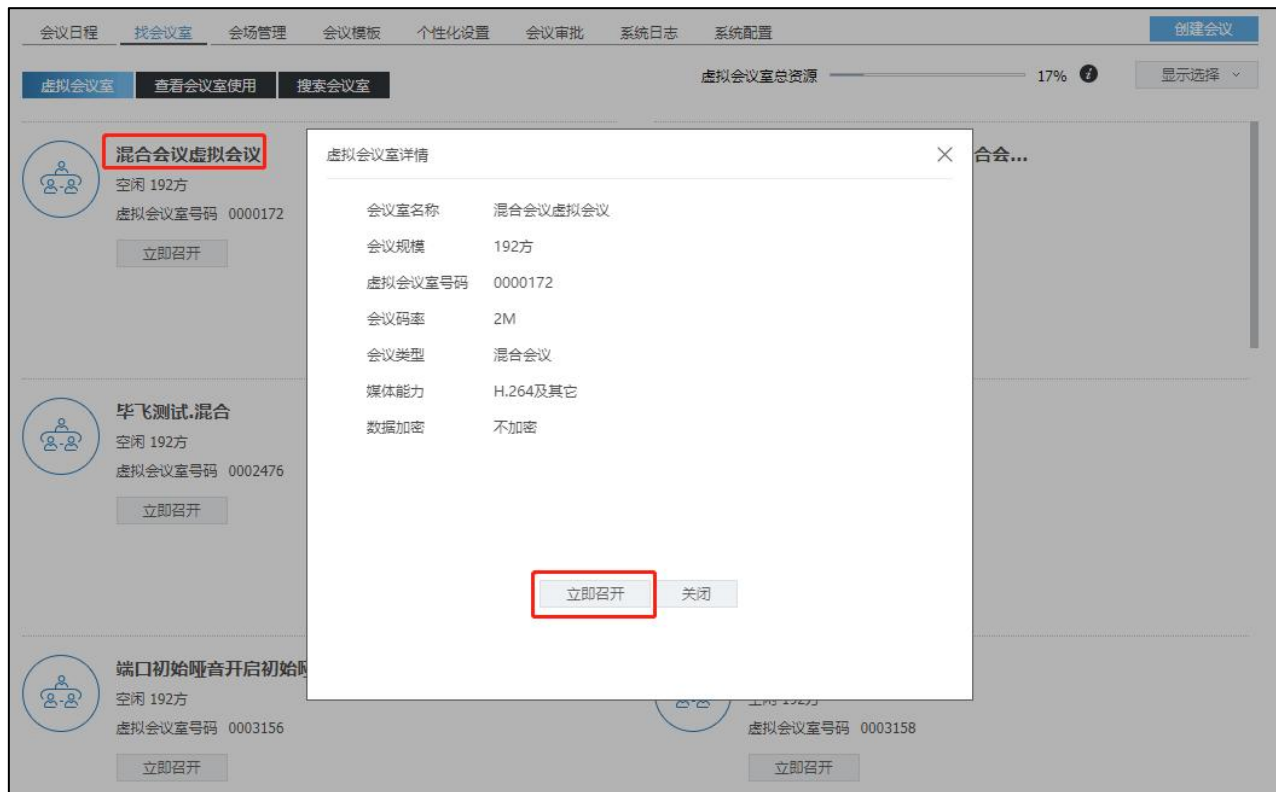 会议日程 找会议室 会场管理 会议模板 个性化设置 会议审批 系统日志 系统配置 创建会议
虚拟会议室 查看会议室使用 搜索会议室 虚拟会议室总资源 17% 显示选择
混合会议虚拟会议
空闲 192方
虚拟会议室号码 0000172
立即召开
合会...
虚拟会议室详情
会议室名称 混合会议虚拟会议
会议规模 192方
虚拟会议室号码 0000172
会议码率 2M
会议类型 混合会议
媒体能力 H.264及其它
数据加密 不加密
立即召开 关闭
毕飞测试.混合
空闲 192方
虚拟会议室号码 0002476
立即召开
端口初始哑音开启初始
空闲 192方
虚拟会议室号码 0003156
立即召开
空闲 192方
虚拟会议室号码 0003158
立即召开